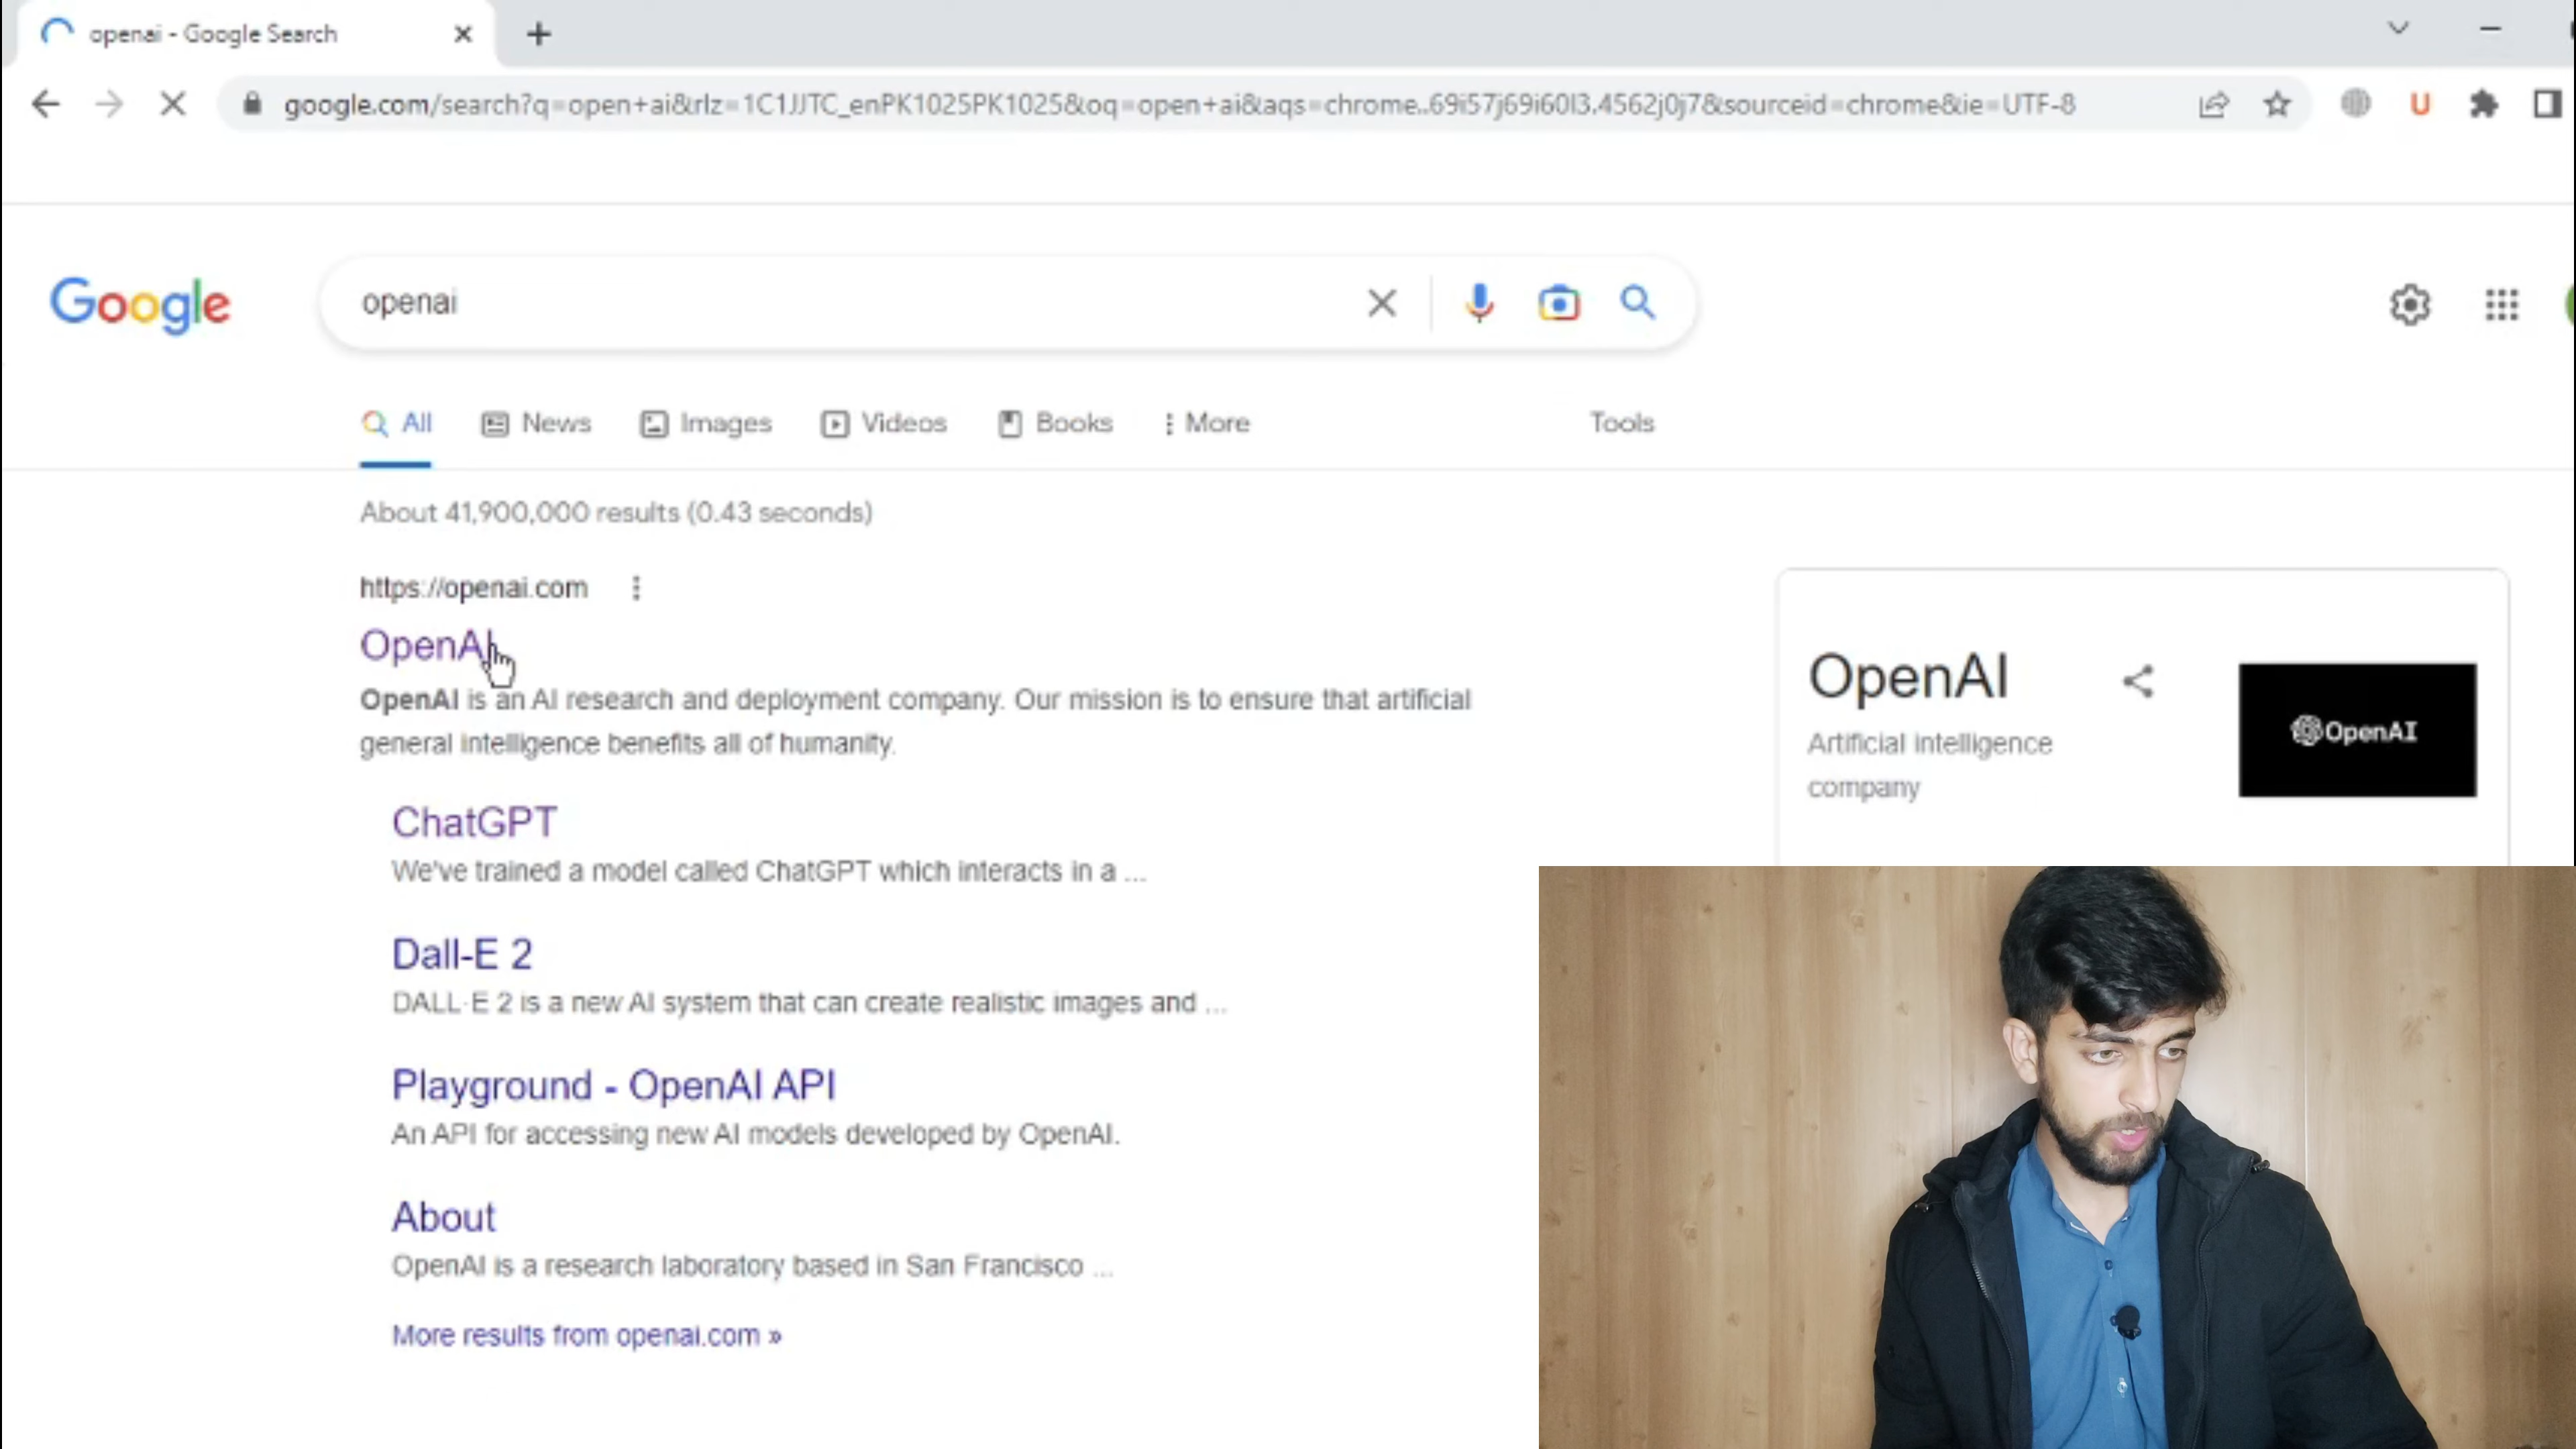 openai - Google Search
google.com/search?q=open+ai&rlz=1C1JJTC_enPK1025PK1025&oq=open+ai&aqs=chrome..69i57j69i60l3.4562j0j7&sourceid=chrome&ie=UTF-8
U
Google
openai
All
News
Images
Videos
Books
More
Tools
About 41,900,000 results (0.43 seconds)
https://openai.com
OpenAI
OpenAI is an AI research and deployment company. Our mission is to ensure that artificial
general intelligence benefits all of humanity.
ChatGPT
We've trained a model called ChatGPT which interacts in a ...
Dall-E 2
DALL·E 2 is a new AI system that can create realistic images and ...
Playground - OpenAI API
An API for accessing new AI models developed by OpenAI.
About
OpenAI is a research laboratory based in San Francisco ...
More results from openai.com »
OpenAI
Artificial intelligence
company
OpenAI